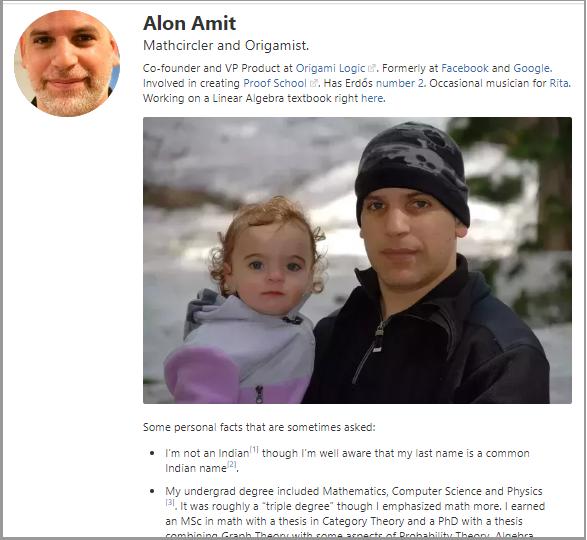 Alon Amit
Mathcircler and Origamist.
Co-founder and VP Product at Origami Logic. Formerly at Facebook and Google.
Involved in creating Proof School. Has Erdős number 2. Occasional musician for Rita.
Working on a Linear Algebra textbook right here.
Some personal facts that are sometimes asked:
• I'm not an Indian[1] though I'm well aware that my last name is a common
Indian name[2].
• My undergrad degree included Mathematics, Computer Science and Physics
[3]. It was roughly a "triple degree" though I emphasized math more. I earned
an MSc in math with a thesis in Category Theory and a PhD with a thesis
combining Graph Theory with some aspects of Probability Theory, Algebra